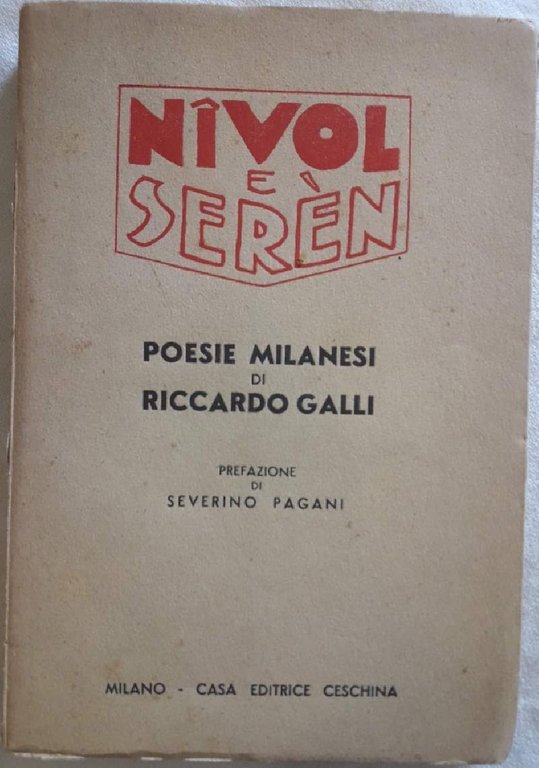 NÎVOL
E
SERÈN
POESIE MILANESI
DI
RICCARDO GALLI
PREFAZIONE
DI
SEVERINO PAGANI
MILANO - CASA EDITRICE CESCHINA